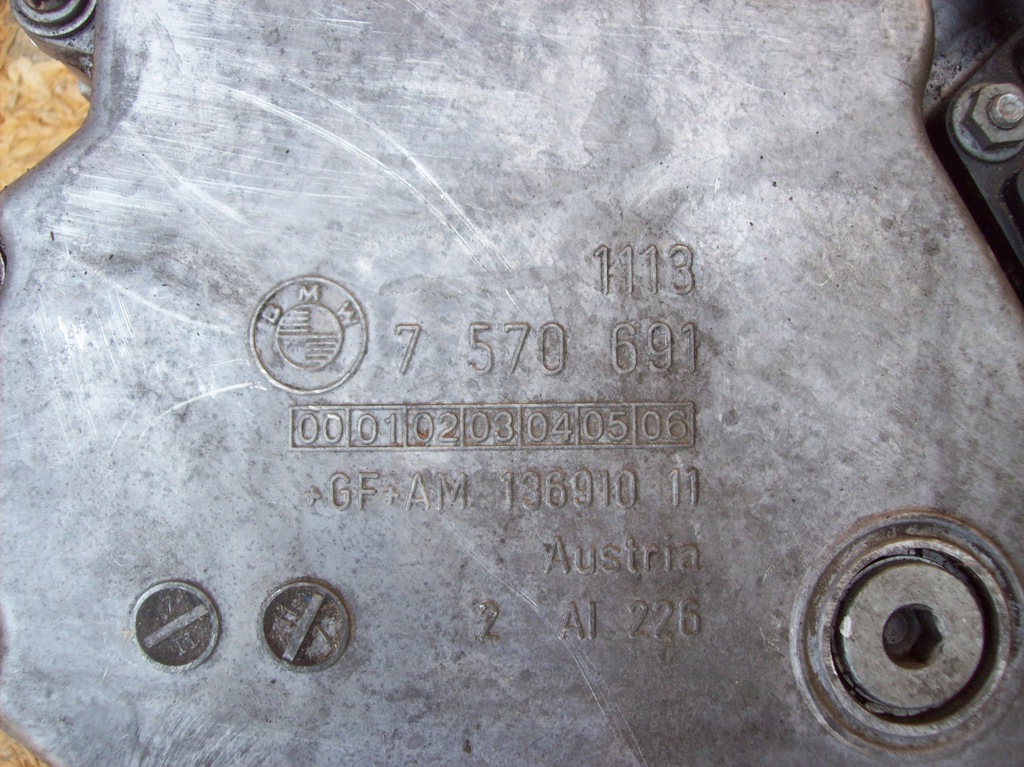 1113
BMW
7 570 691
00 01 02 03 04 05 06
+GF+AM 136910 11
Austria
2 Al 226